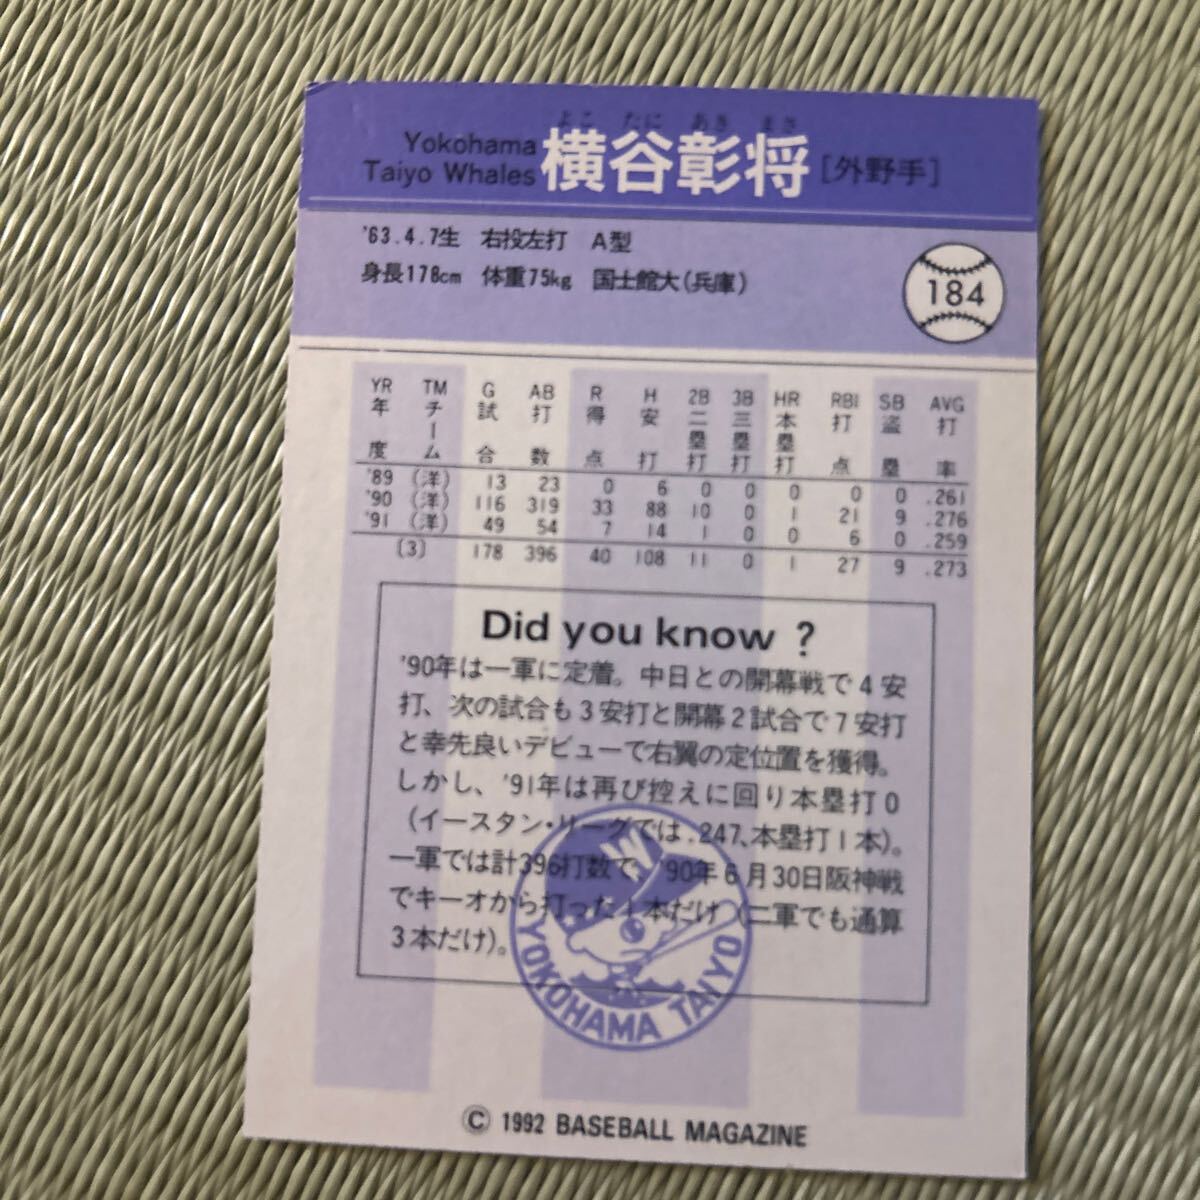 よこ たに あき まさ
Yokohama
Taiyo Whales 横谷彰将 [外野手]
'63.4.7生 右投左打 A型
身長178cm 体重75kg 国士館大(兵庫)
184
YR TM G AB R H 2B 3B HR RBI SB AVG
年度 チーム 試合 打数 得点 安打 二塁打 三塁打 本塁打 打点 盗塁 打率
'89 (洋) 13 23 0 6 0 0 0 0 0 .261
'90 (洋) 116 319 33 88 10 0 1 21 9 .276
'91 (洋) 49 54 7 14 1 0 0 6 0 .259
(3) 178 396 40 108 11 0 1 27 9 .273
Did you know ?
'90年は一軍に定着。中日との開幕戦で4安
打、次の試合も3安打と開幕2試合で7安打
と幸先良いデビューで右翼の定位置を獲得。
しかし、'91年は再び控えに回り本塁打0
(イースタン・リーグでは.247、本塁打1本)。
一軍では計396打数で、'90年6月30日阪神戦
でキーオから打った1本だけ(二軍でも通算
3本だけ)。
W
YOKOHAMA TAIYO
© 1992 BASEBALL MAGAZINE